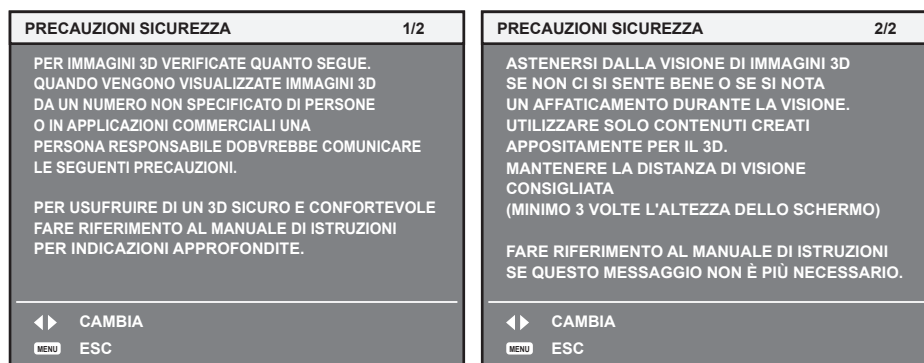 PRECAUZIONI SICUREZZA 1/2
PER IMMAGINI 3D VERIFICATE QUANTO SEGUE.
QUANDO VENGONO VISUALIZZATE IMMAGINI 3D
DA UN NUMERO NON SPECIFICATO DI PERSONE
O IN APPLICAZIONI COMMERCIALI UNA
PERSONA RESPONSABILE DOBVREBBE COMUNICARE
LE SEGUENTI PRECAUZIONI.
PER USUFRUIRE DI UN 3D SICURO E CONFORTEVOLE
FARE RIFERIMENTO AL MANUALE DI ISTRUZIONI
PER INDICAZIONI APPROFONDITE.
CAMBIA
MENU ESC
PRECAUZIONI SICUREZZA 2/2
ASTENERSI DALLA VISIONE DI IMMAGINI 3D
SE NON CI SI SENTE BENE O SE SI NOTA
UN AFFATICAMENTO DURANTE LA VISIONE.
UTILIZZARE SOLO CONTENUTI CREATI
APPOSITAMENTE PER IL 3D.
MANTENERE LA DISTANZA DI VISIONE
CONSIGLIATA
(MINIMO 3 VOLTE L'ALTEZZA DELLO SCHERMO)
FARE RIFERIMENTO AL MANUALE DI ISTRUZIONI
SE QUESTO MESSAGGIO NON È PIÙ NECESSARIO.
CAMBIA
MENU ESC